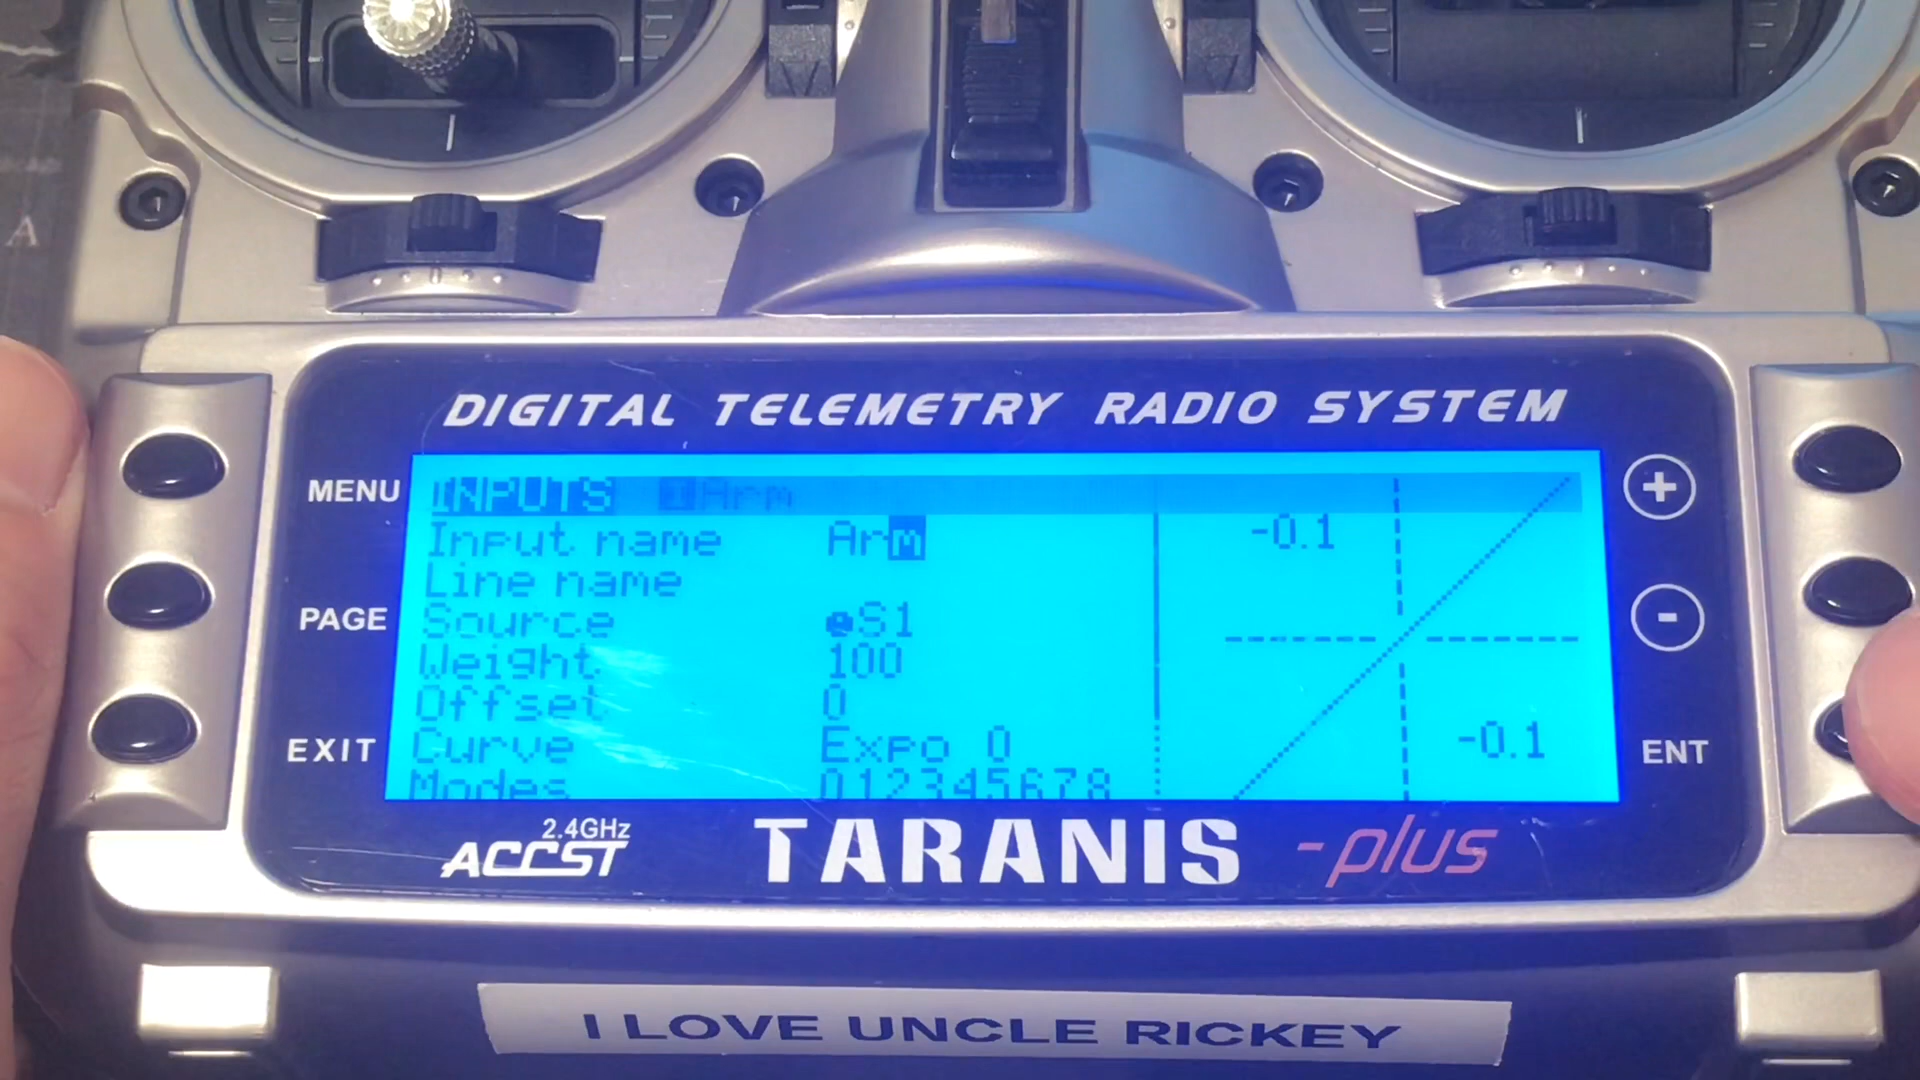 A
DIGITAL TELEMETRY RADIO SYSTEM
MENU
PAGE
EXIT
INPUTS I Arm
Input name Arm
Line name
Source S1
Weight 100
Offset 0
Curve Expo 0
Modes 012345678
-0.1
-0.1
+
-
ENT
2.4GHz
ACCST
TARANIS -plus
I LOVE UNCLE RICKEY